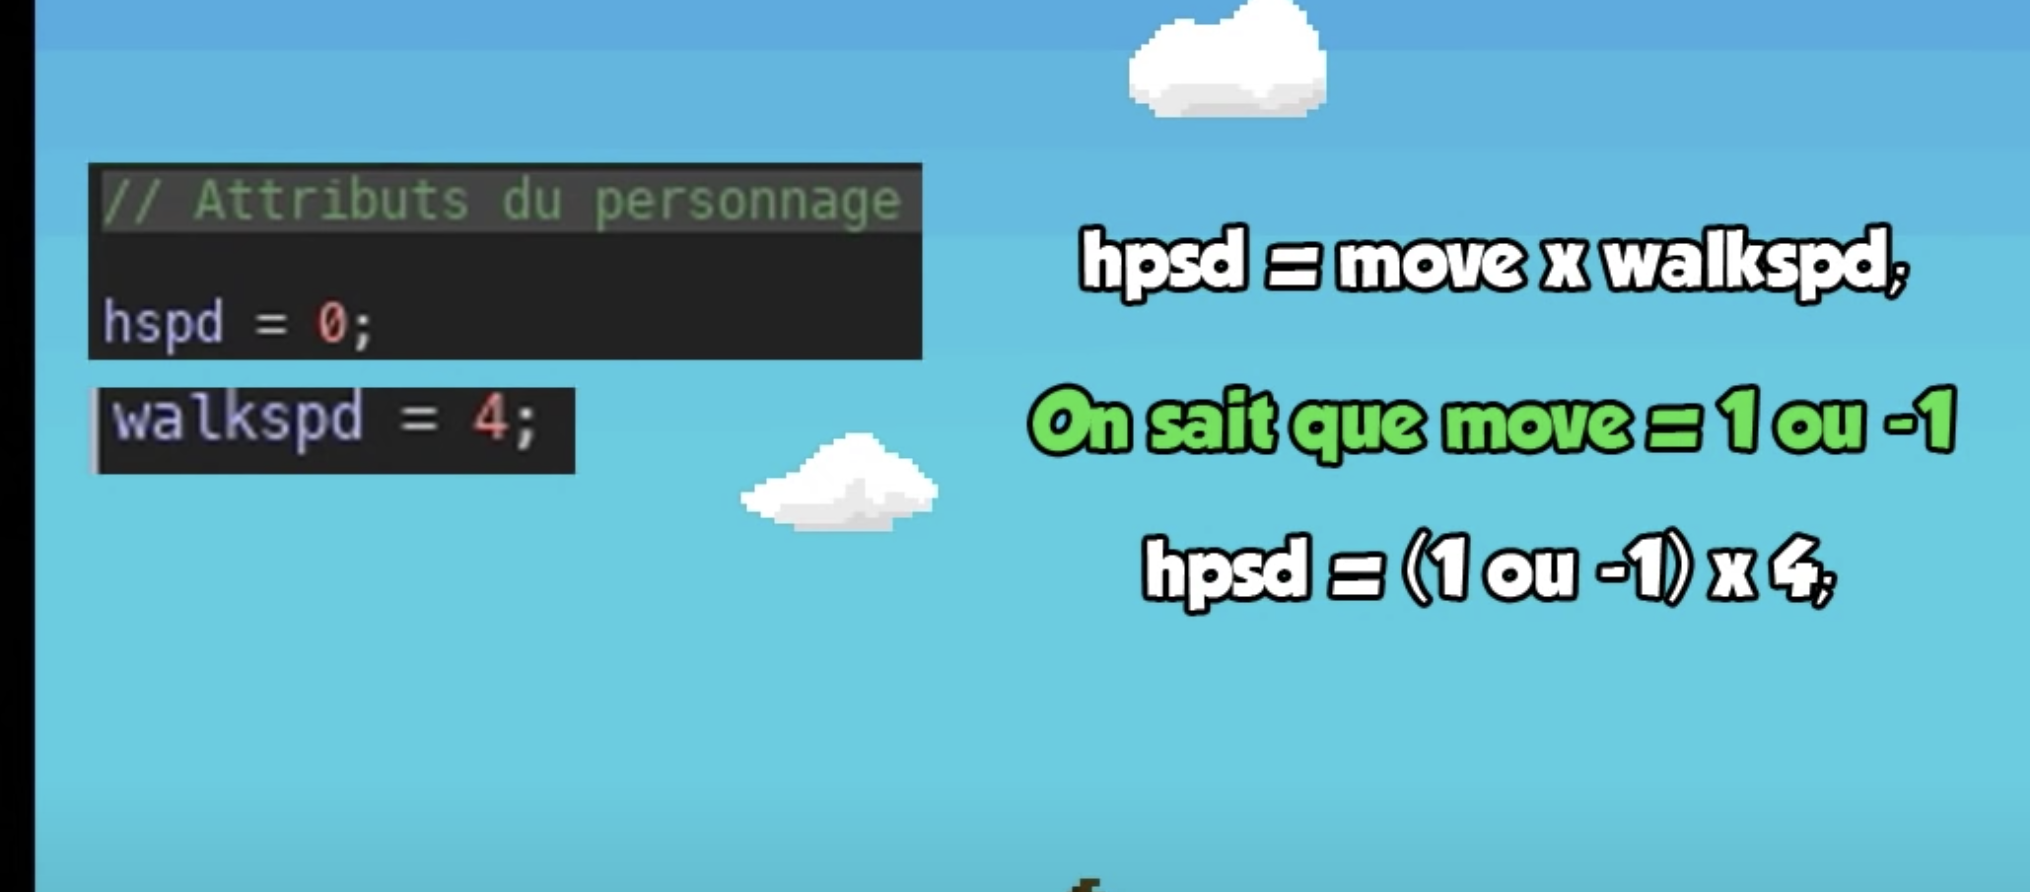 // Attributs du personnage
hspd = 0;
walkspd = 4;
hpsd = move x walkspd;
On sait que move = 1 ou -1
hpsd = (1 ou -1) x 4;